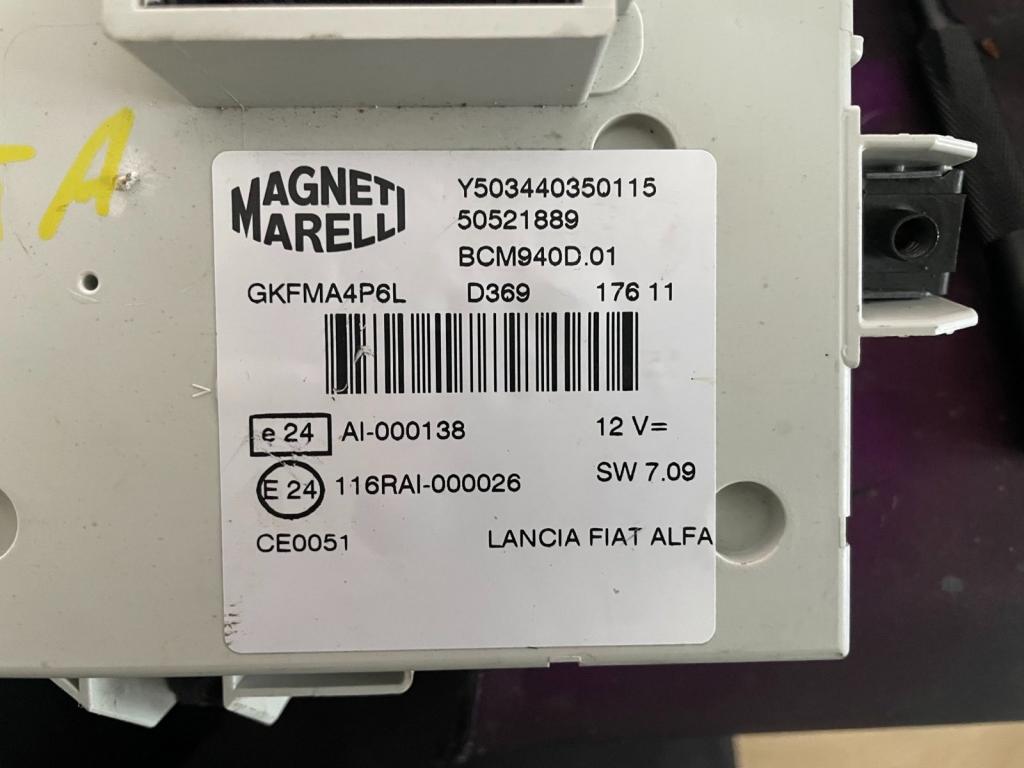 TA
MAGNETI
MARELLI
Y503440350115
50521889
BCM940D.01
GKFMA4P6L D369 176 11
e 24 AI-000138 12 V=
E 24 116RAI-000026 SW 7.09
CE0051 LANCIA FIAT ALFA